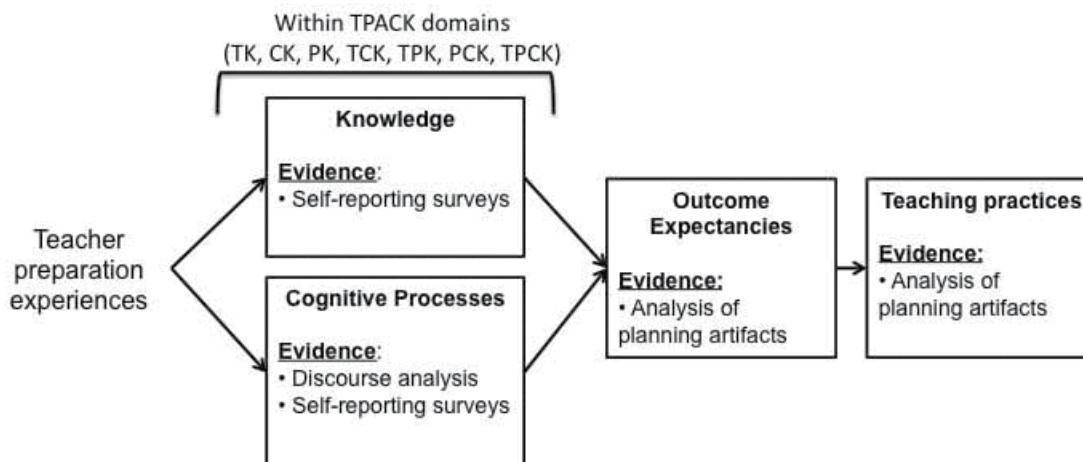 Within TPACK domains
(TK, CK, PK, TCK, TPK, PCK, TPCK)
Teacher
preparation
experiences
Knowledge
Evidence:
• Self-reporting surveys
Cognitive Processes
Evidence:
• Discourse analysis
• Self-reporting surveys
Outcome
Expectancies
Evidence:
• Analysis of
planning artifacts
Teaching practices
Evidence:
• Analysis of
planning artifacts